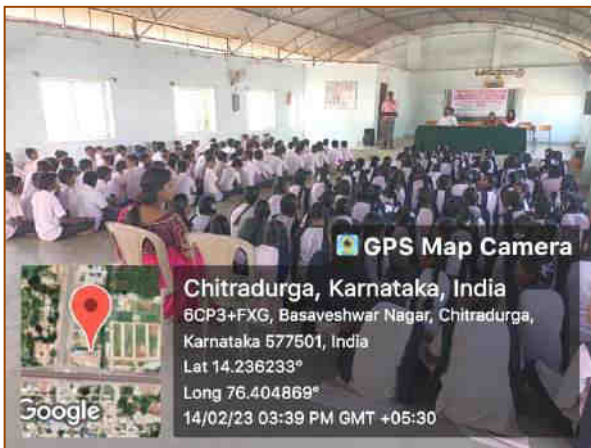 GPS Map Camera
Chitradurga, Karnataka, India
6CP3+FXG, Basaveshwar Nagar, Chitradurga,
Karnataka 577501, India
Lat 14.236233°
Long 76.404869°
14/02/23 03:39 PM GMT +05:30
Google